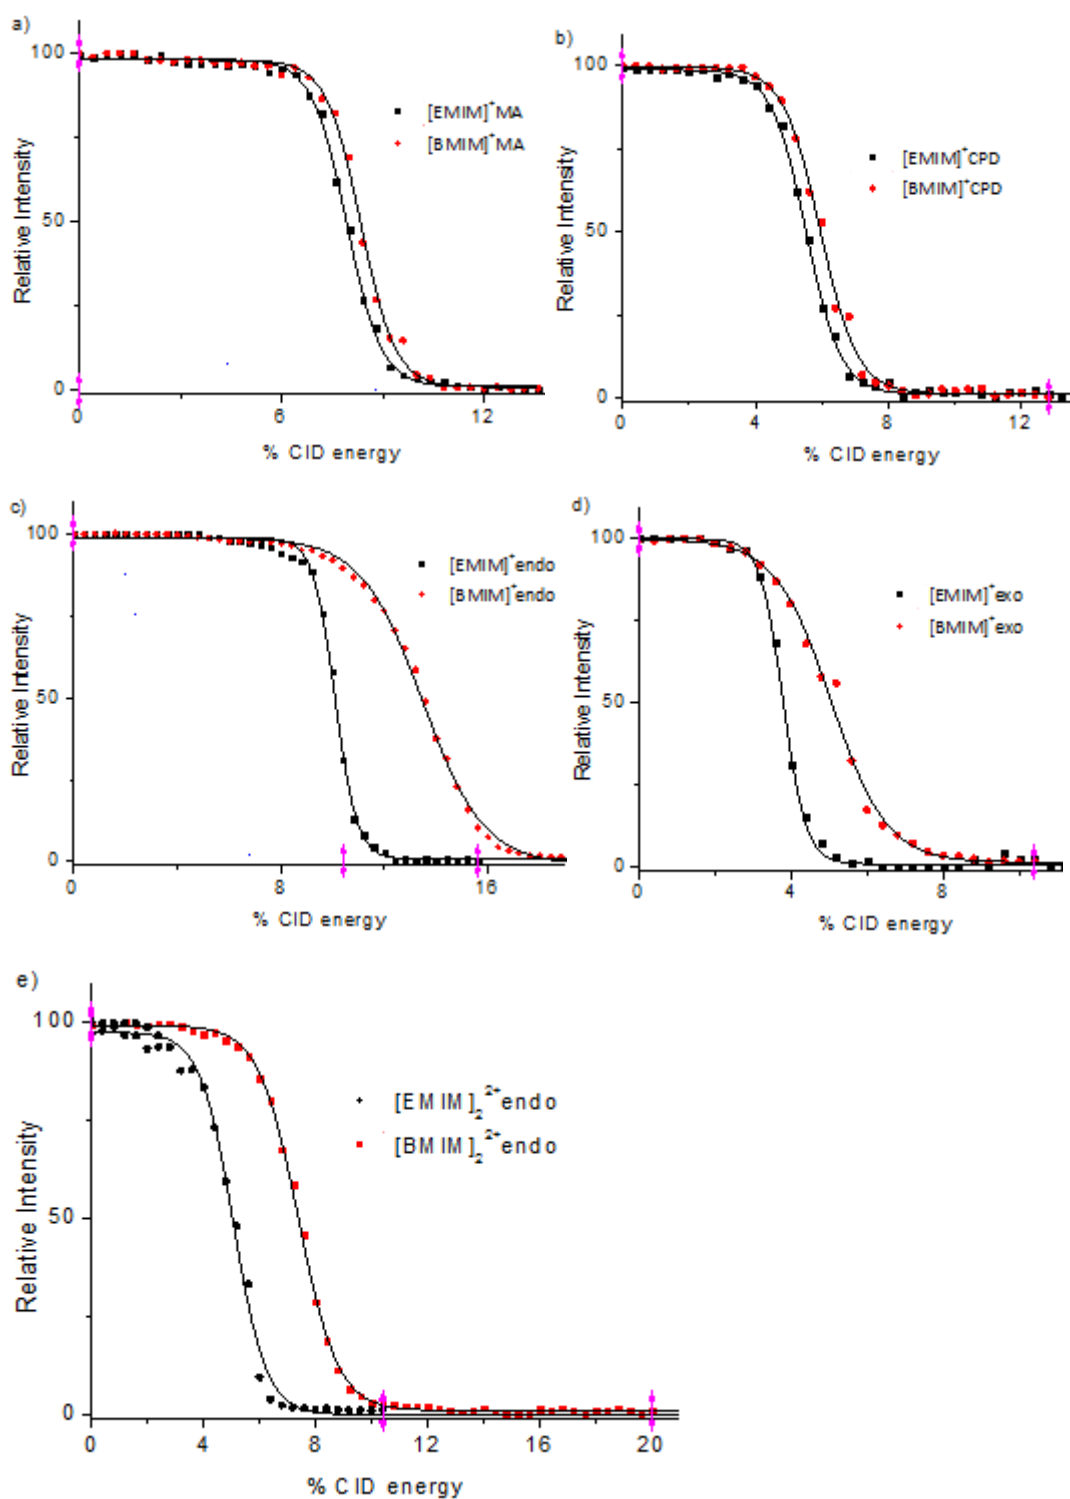 a)
100
50
0
Relative Intensity
[EMIM]⁺MA
[BMIM]⁺MA
0 6 12
% CID energy
b)
100
50
0
Relative Intensity
[EMIM]⁺CPD
[BMIM]⁺CPD
0 4 8 12
% CID energy
c)
100
50
0
Relative Intensity
[EMIM]⁺endo
[BMIM]⁺endo
0 8 16
% CID energy
d)
100
50
0
Relative Intensity
[EMIM]⁺exo
[BMIM]⁺exo
0 4 8
% CID energy
e)
100
50
0
Relative Intensity
[EMIM]₂²⁺endo
[BMIM]₂²⁺endo
0 4 8 12 16 20
% CID energy